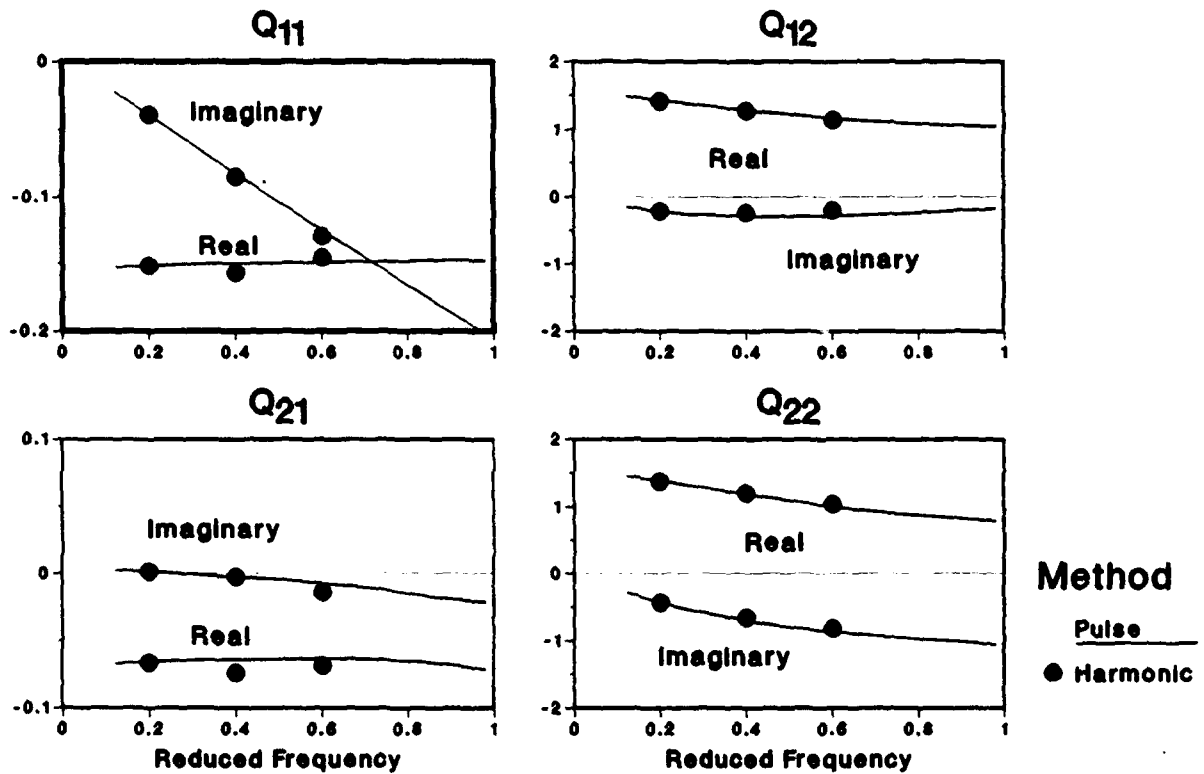 Q11
0
-0.1
-0.2
Imaginary
Real
0 0.2 0.4 0.6 0.8 1
Q12
2
1
0
-1
-2
Real
Imaginary
0 0.2 0.4 0.6 0.8 1
Q21
0.1
0
-0.1
Imaginary
Real
0 0.2 0.4 0.6 0.8 1
Reduced Frequency
Q22
2
1
0
-1
-2
Real
Imaginary
0 0.2 0.4 0.6 0.8 1
Reduced Frequency
Method
Pulse
Harmonic